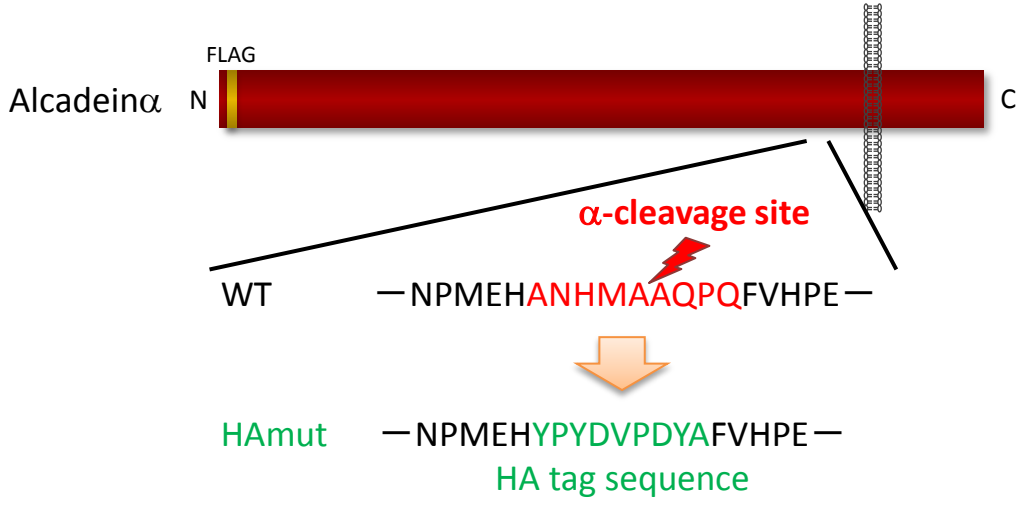 FLAG
Alcadeinα N C
α-cleavage site
WT —NPMEHANHMAAQPQFVHPE—
HAmut —NPMEHYPYDVPDYAFVHPE—
HA tag sequence